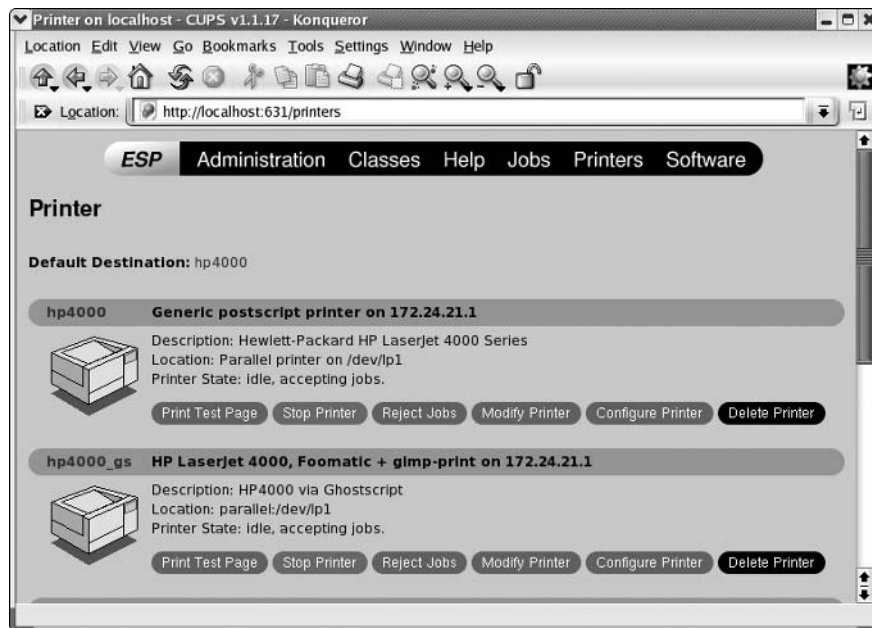 Printer on localhost - CUPS v1.1.17 - Konqueror
Location Edit View Go Bookmarks Tools Settings Window Help
Location: http://localhost:631/printers
ESP Administration Classes Help Jobs Printers Software
Printer
Default Destination: hp4000
hp4000 Generic postscript printer on 172.24.21.1
Description: Hewlett-Packard HP LaserJet 4000 Series
Location: Parallel printer on /dev/lp1
Printer State: idle, accepting jobs.
Print Test Page Stop Printer Reject Jobs Modify Printer Configure Printer Delete Printer
hp4000_gs HP LaserJet 4000, Foomatic + gimp-print on 172.24.21.1
Description: HP4000 via Ghostscript
Location: parallel:/dev/lp1
Printer State: idle, accepting jobs.
Print Test Page Stop Printer Reject Jobs Modify Printer Configure Printer Delete Printer